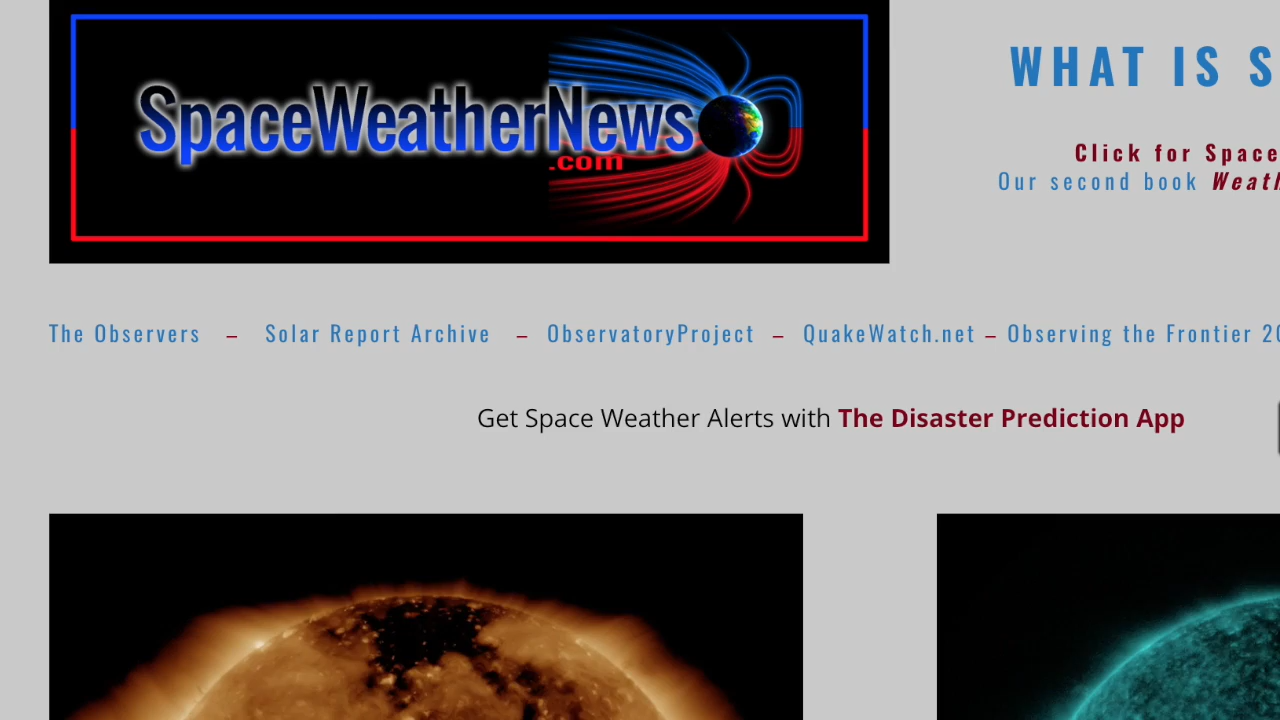 SpaceWeatherNews
.com
WHAT IS S
Click for Space
Our second book Weath
The Observers – Solar Report Archive – ObservatoryProject – QuakeWatch.net – Observing the Frontier 20
Get Space Weather Alerts with The Disaster Prediction App